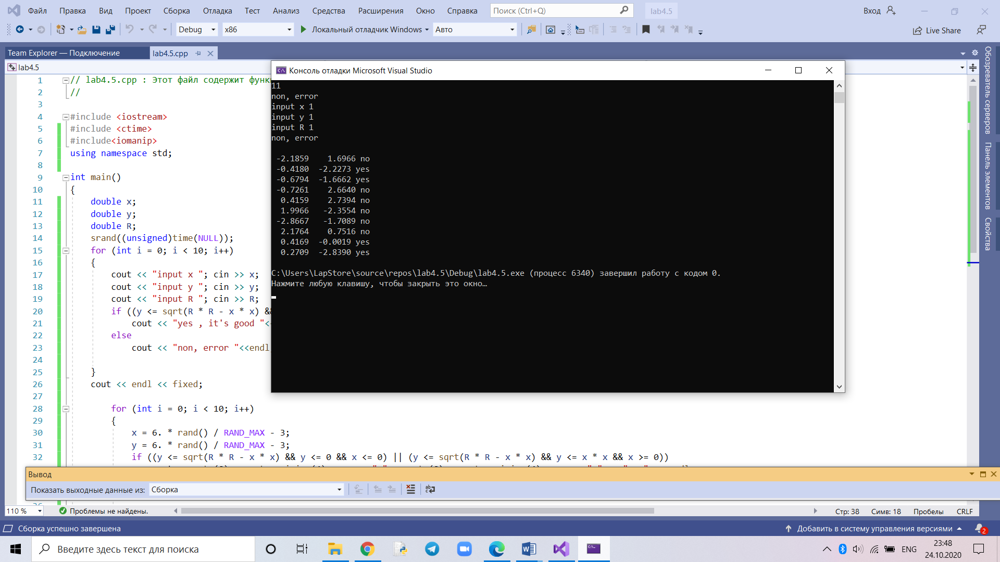 Файл Правка Вид Проект Сборка Отладка Тест Анализ Средства Расширения Окно Справка Поиск (Ctrl+Q) lab4.5 Вход
Debug x86 Локальный отладчик Windows Авто Live Share
Team Explorer — Подключение lab4.5.cpp
lab4.5
Обозреватель серверов
Панель элементов
Свойства
1 // lab4.5.cpp : Этот файл содержит функ
2 //
3
4 #include <iostream>
5 #include <ctime>
6 #include<iomanip>
7 using namespace std;
8
9 int main()
10 {
11 double x;
12 double y;
13 double R;
14 srand((unsigned)time(NULL));
15 for (int i = 0; i < 10; i++)
16 {
17 cout << "input x "; cin >> x;
18 cout << "input y "; cin >> y;
19 cout << "input R "; cin >> R;
20 if ((y <= sqrt(R * R - x * x) &
21 cout << "yes , it's good "<
22 else
23 cout << "non, error "<<endl
24
25 }
26 cout << endl << fixed;
27
28 for (int i = 0; i < 10; i++)
29 {
30 x = 6. * rand() / RAND_MAX - 3;
31 y = 6. * rand() / RAND_MAX - 3;
32 if ((y <= sqrt(R * R - x * x) && y <= 0 && x <= 0) || (y <= sqrt(R * R - x * x) && y <= x * x && x >= 0))
Консоль отладки Microsoft Visual Studio
11
non, error
input x 1
input y 1
input R 1
non, error
-2.1859 1.6966 no
-0.4180 -2.2273 yes
-0.6794 -1.6662 yes
-0.7261 2.6640 no
0.4159 2.7394 no
1.9966 -2.3554 no
-2.8667 -1.7089 no
2.1764 0.7516 no
0.4169 -0.0019 yes
0.2709 -2.8390 yes
C:\Users\LapStore\source\repos\lab4.5\Debug\lab4.5.exe (процесс 6340) завершил работу с кодом 0.
Нажмите любую клавишу, чтобы закрыть это окно…
Вывод
Показать выходные данные из: Сборка
110 % Проблемы не найдены. Стр: 38 Симв: 18 Пробелы CRLF
Сборка успешно завершена Добавить в систему управления версиями 2
Введите здесь текст для поиска ENG 23:48
24.10.2020